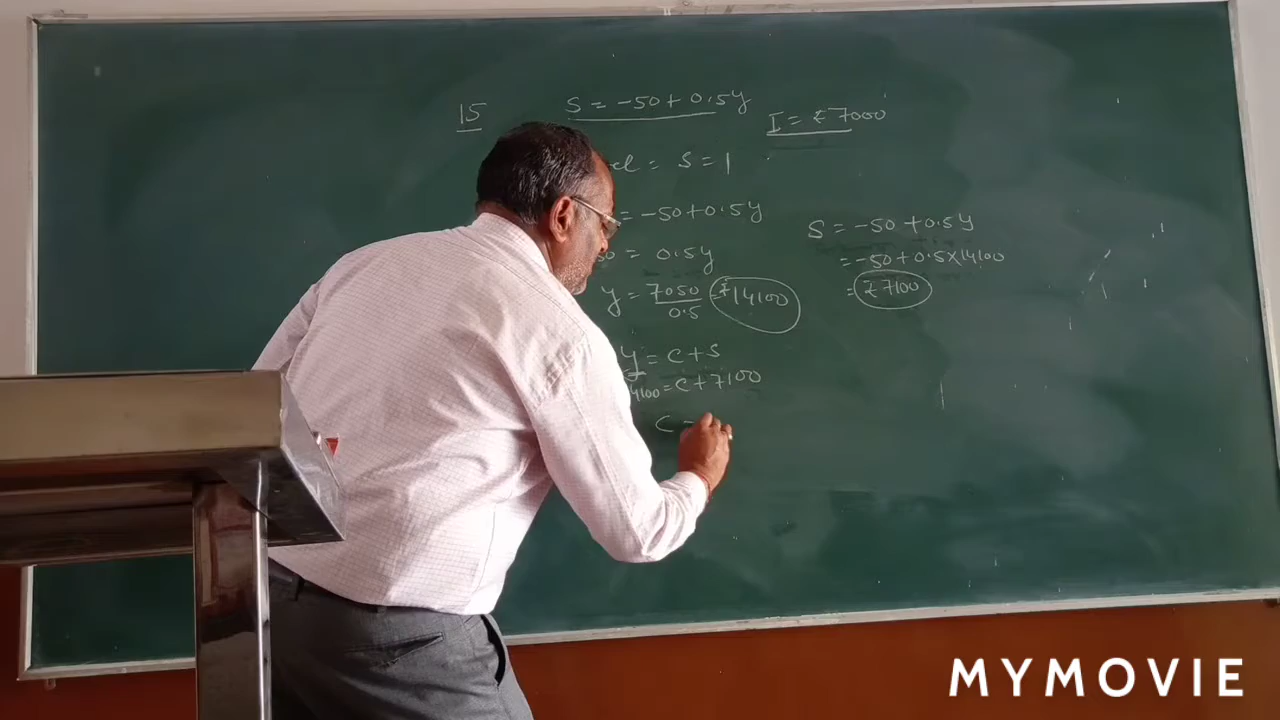 15
S = -50 + 0.5y
I = ₹7000
= S = 1
= -50+0.5y
= 0.5y
y = 7050 / 0.5 = ₹14100
y = C + S
= C + 7100
C =
S = -50 + 0.5y
= -50 + 0.5 × 14100
= ₹7100
MYMOVIE